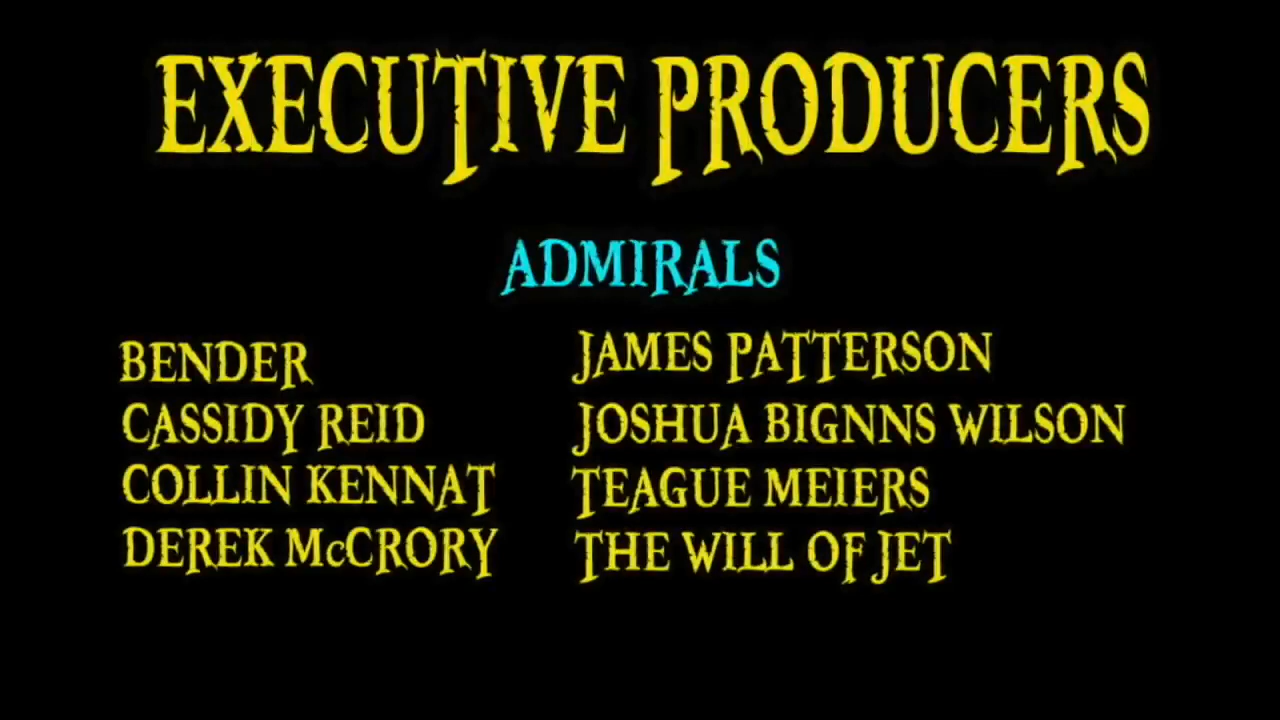 EXECUTIVE PRODUCERS
ADMIRALS
BENDER
CASSIDY REID
COLLIN KENNAT
DEREK McCRORY
JAMES PATTERSON
JOSHUA BIGNNS WILSON
TEAGUE MEIERS
THE WILL OF JET